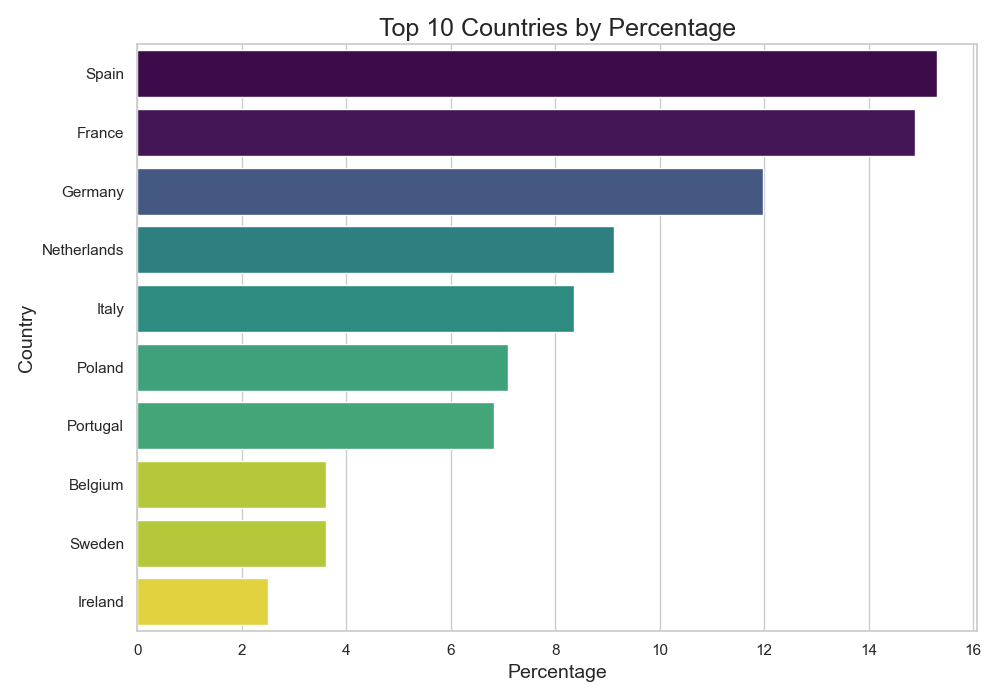 Top 10 Countries by Percentage
Country
Spain
France
Germany
Netherlands
Italy
Poland
Portugal
Belgium
Sweden
Ireland
0 2 4 6 8 10 12 14 16
Percentage